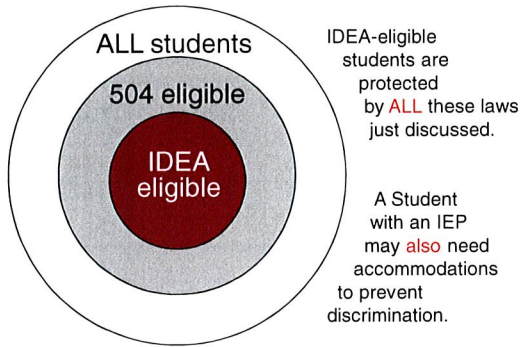 ALL students
504 eligible
IDEA
eligible
IDEA-eligible
students are
protected
by ALL these laws
just discussed.
A Student
with an IEP
may also need
accommodations
to prevent
discrimination.